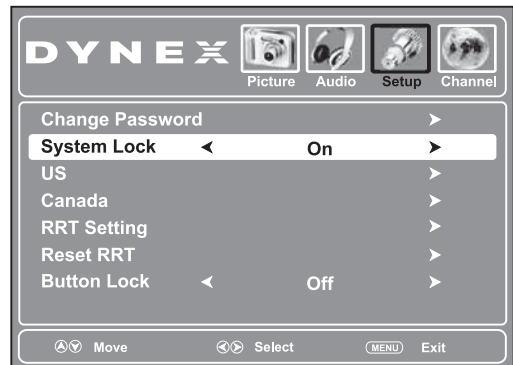 DYNEX
Picture Audio Setup Channel
Change Password
System Lock On
US
Canada
RRT Setting
Reset RRT
Button Lock Off
Move Select MENU Exit